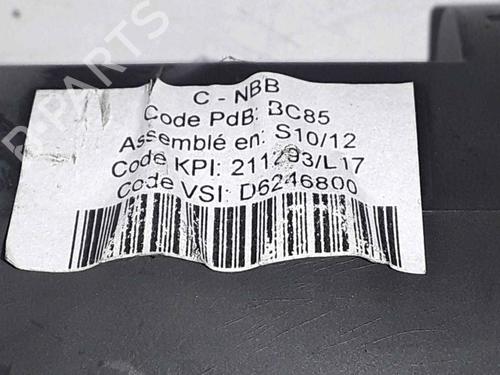 C - NBB
Code PdB: BC85
Assemblé en: S10/12
Code KPI: 211293/L17
Code VSI: D6246800